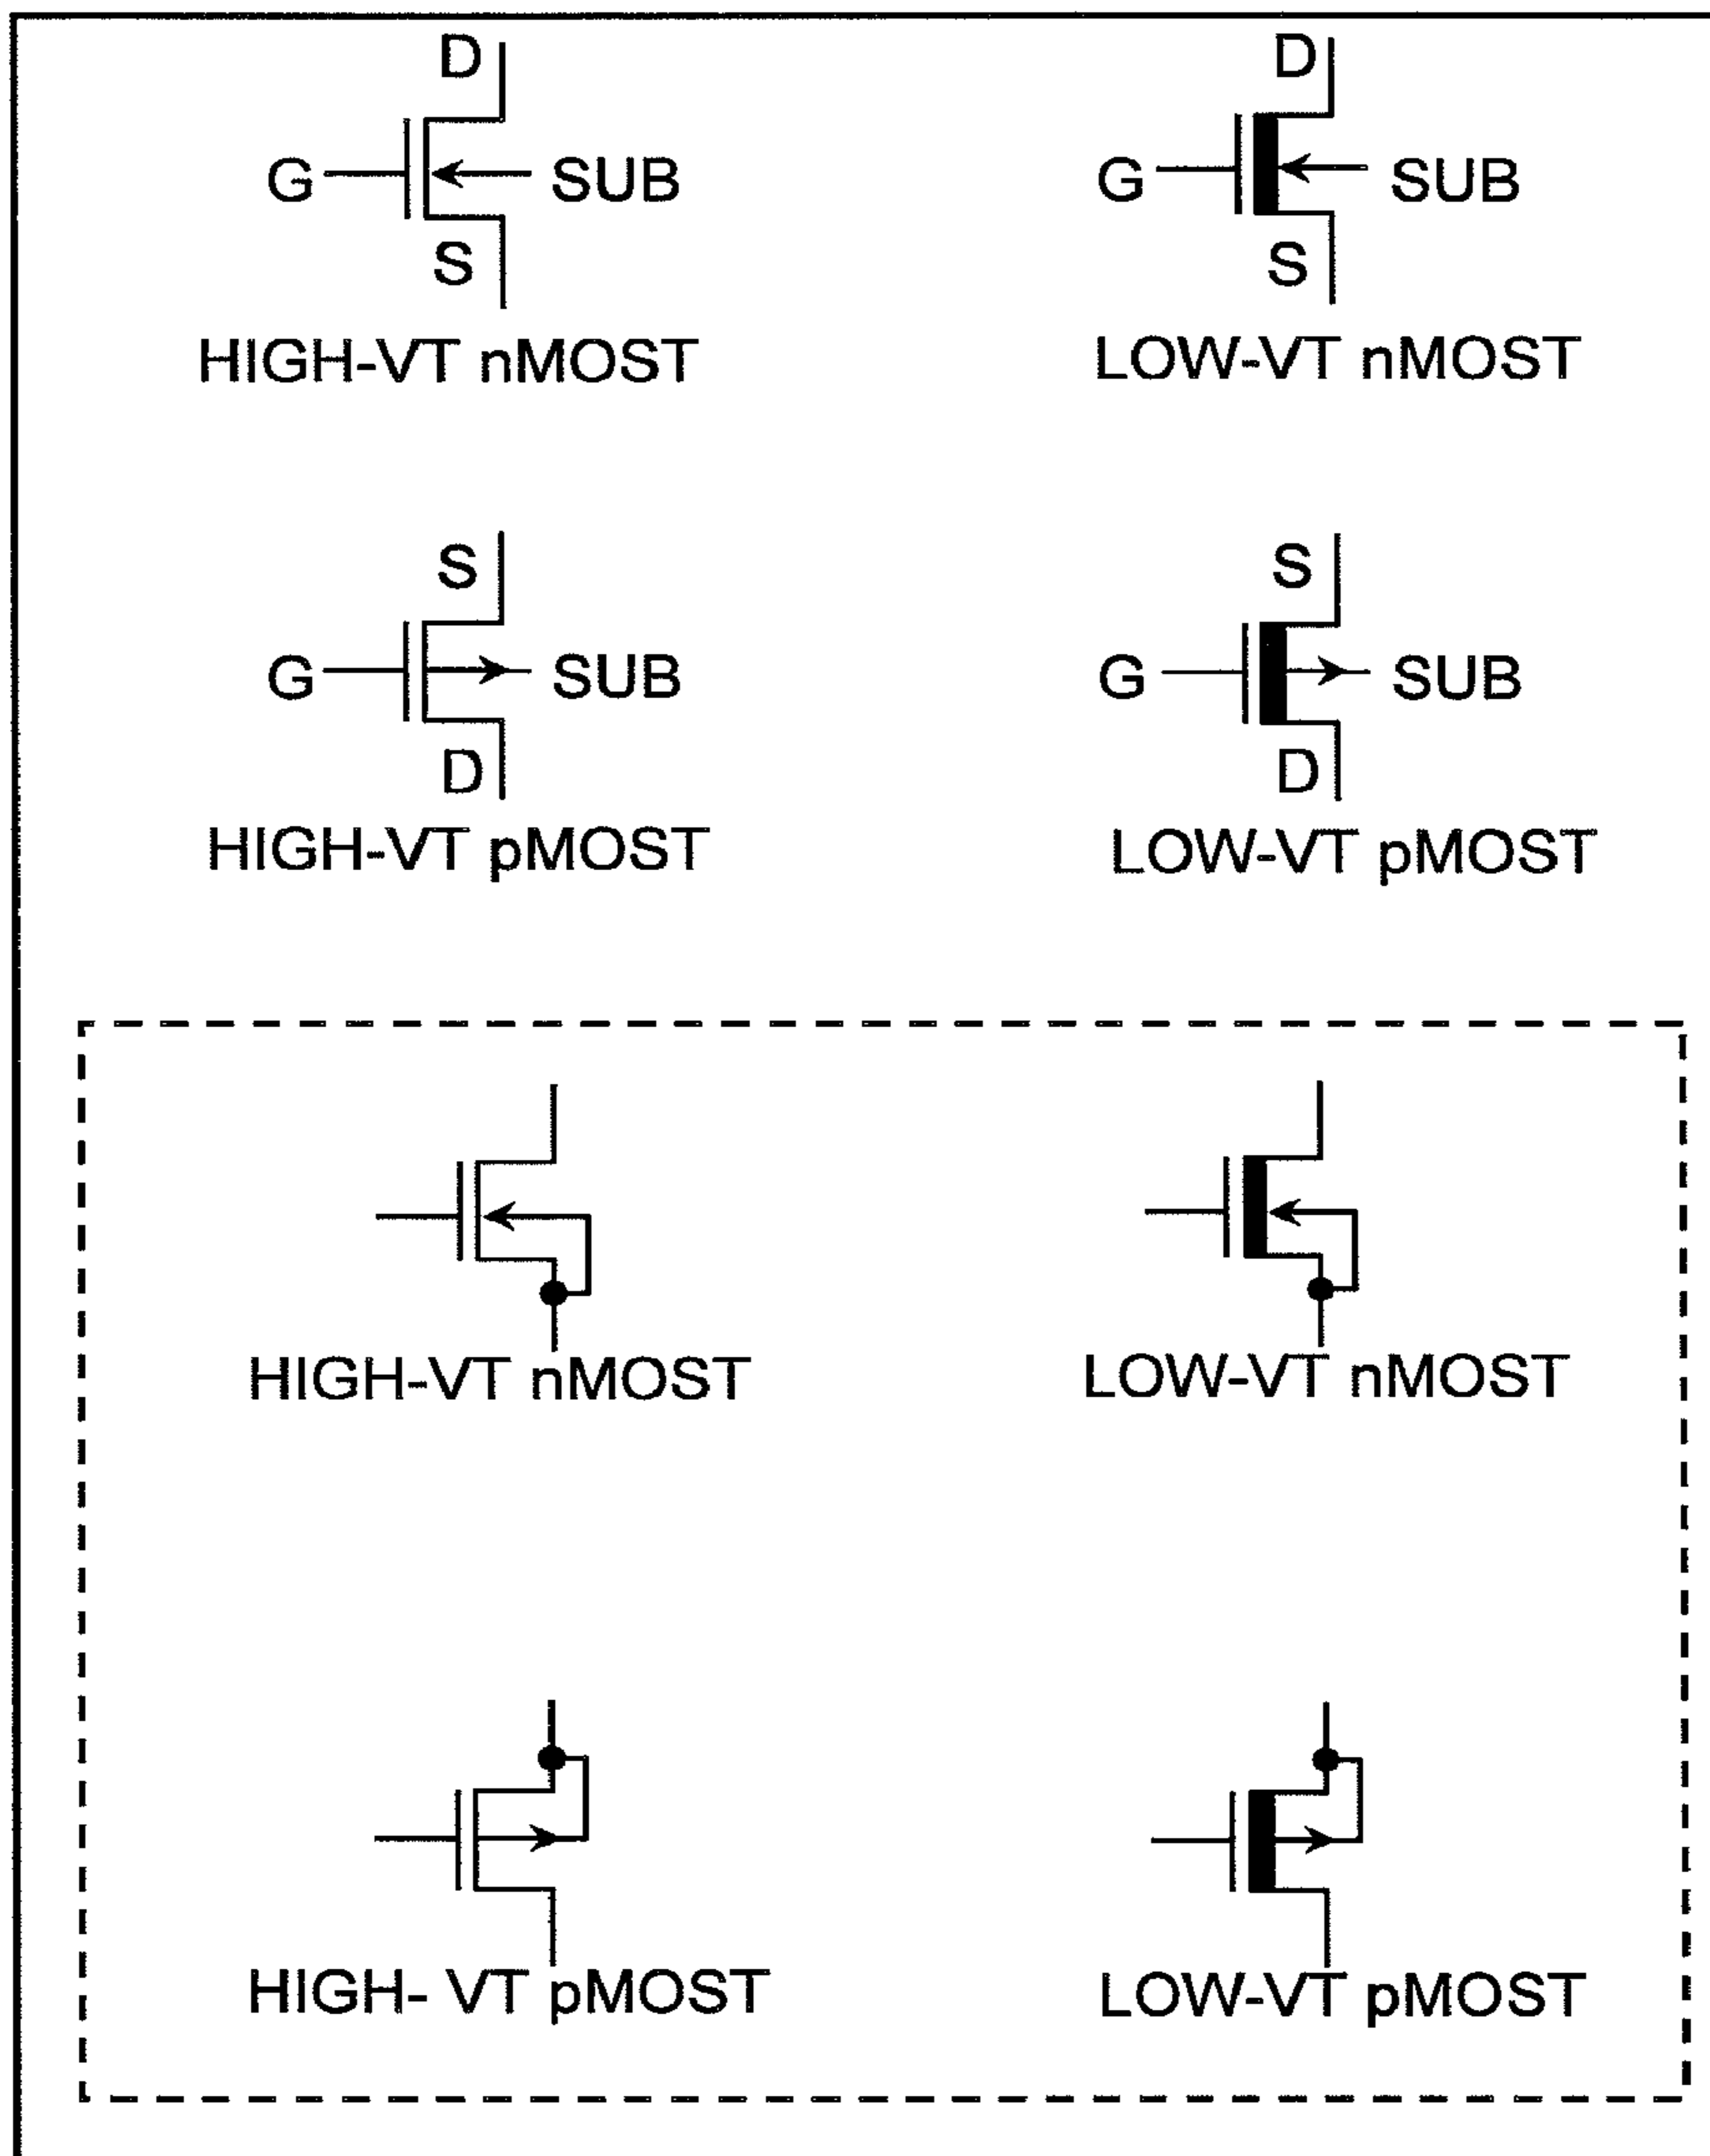 D D
G SUB G SUB
S S
HIGH-VT nMOST LOW-VT nMOST
S S
G SUB G SUB
D D
HIGH-VT pMOST LOW-VT pMOST
HIGH-VT nMOST LOW-VT nMOST
HIGH- VT pMOST LOW-VT pMOST